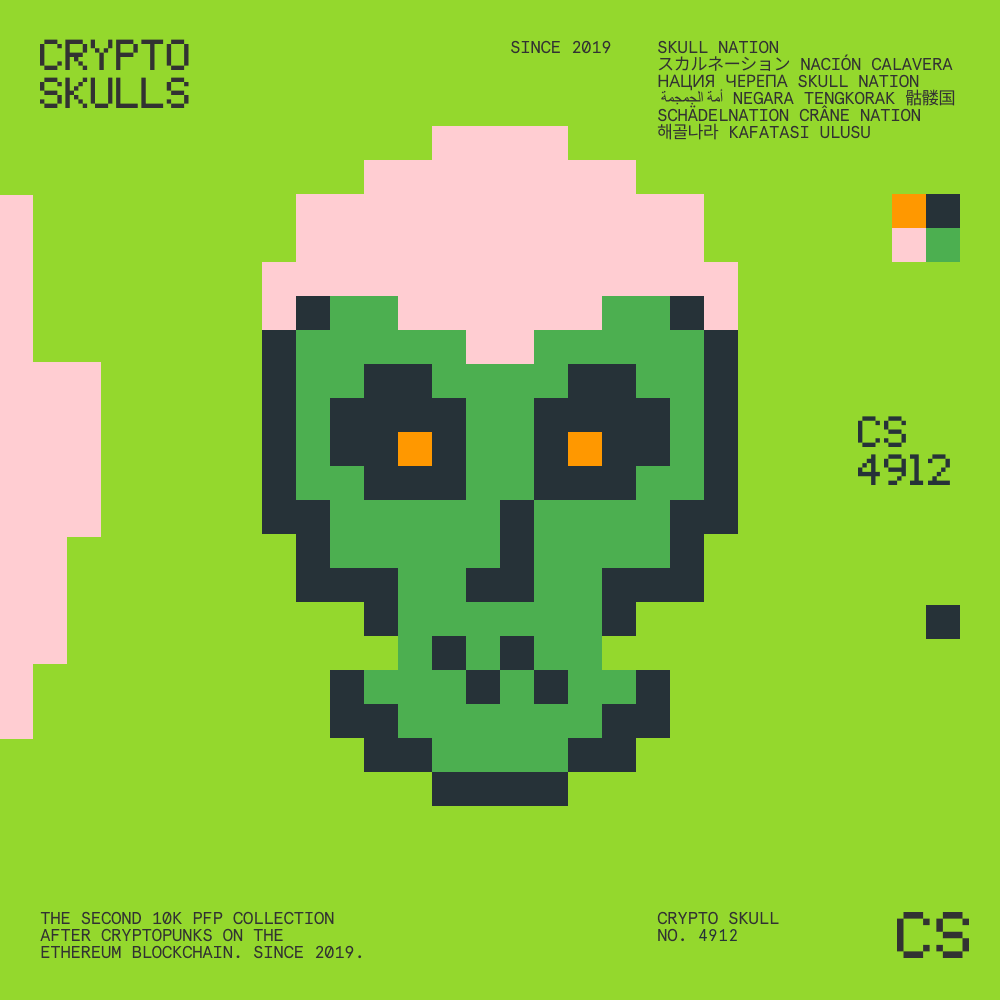 CRYPTO
SKULLS
SINCE 2019
SKULL NATION
スカルネーション NACIÓN CALAVERA
НАЦИЯ ЧЕРЕПА SKULL NATION
أمة الجمجمة NEGARA TENGKORAK 骷髅国
SCHÄDELNATION CRÂNE NATION
해골나라 KAFATASI ULUSU
CS
4912
THE SECOND 10K PFP COLLECTION
AFTER CRYPTOPUNKS ON THE
ETHEREUM BLOCKCHAIN. SINCE 2019.
CRYPTO SKULL
NO. 4912
CS